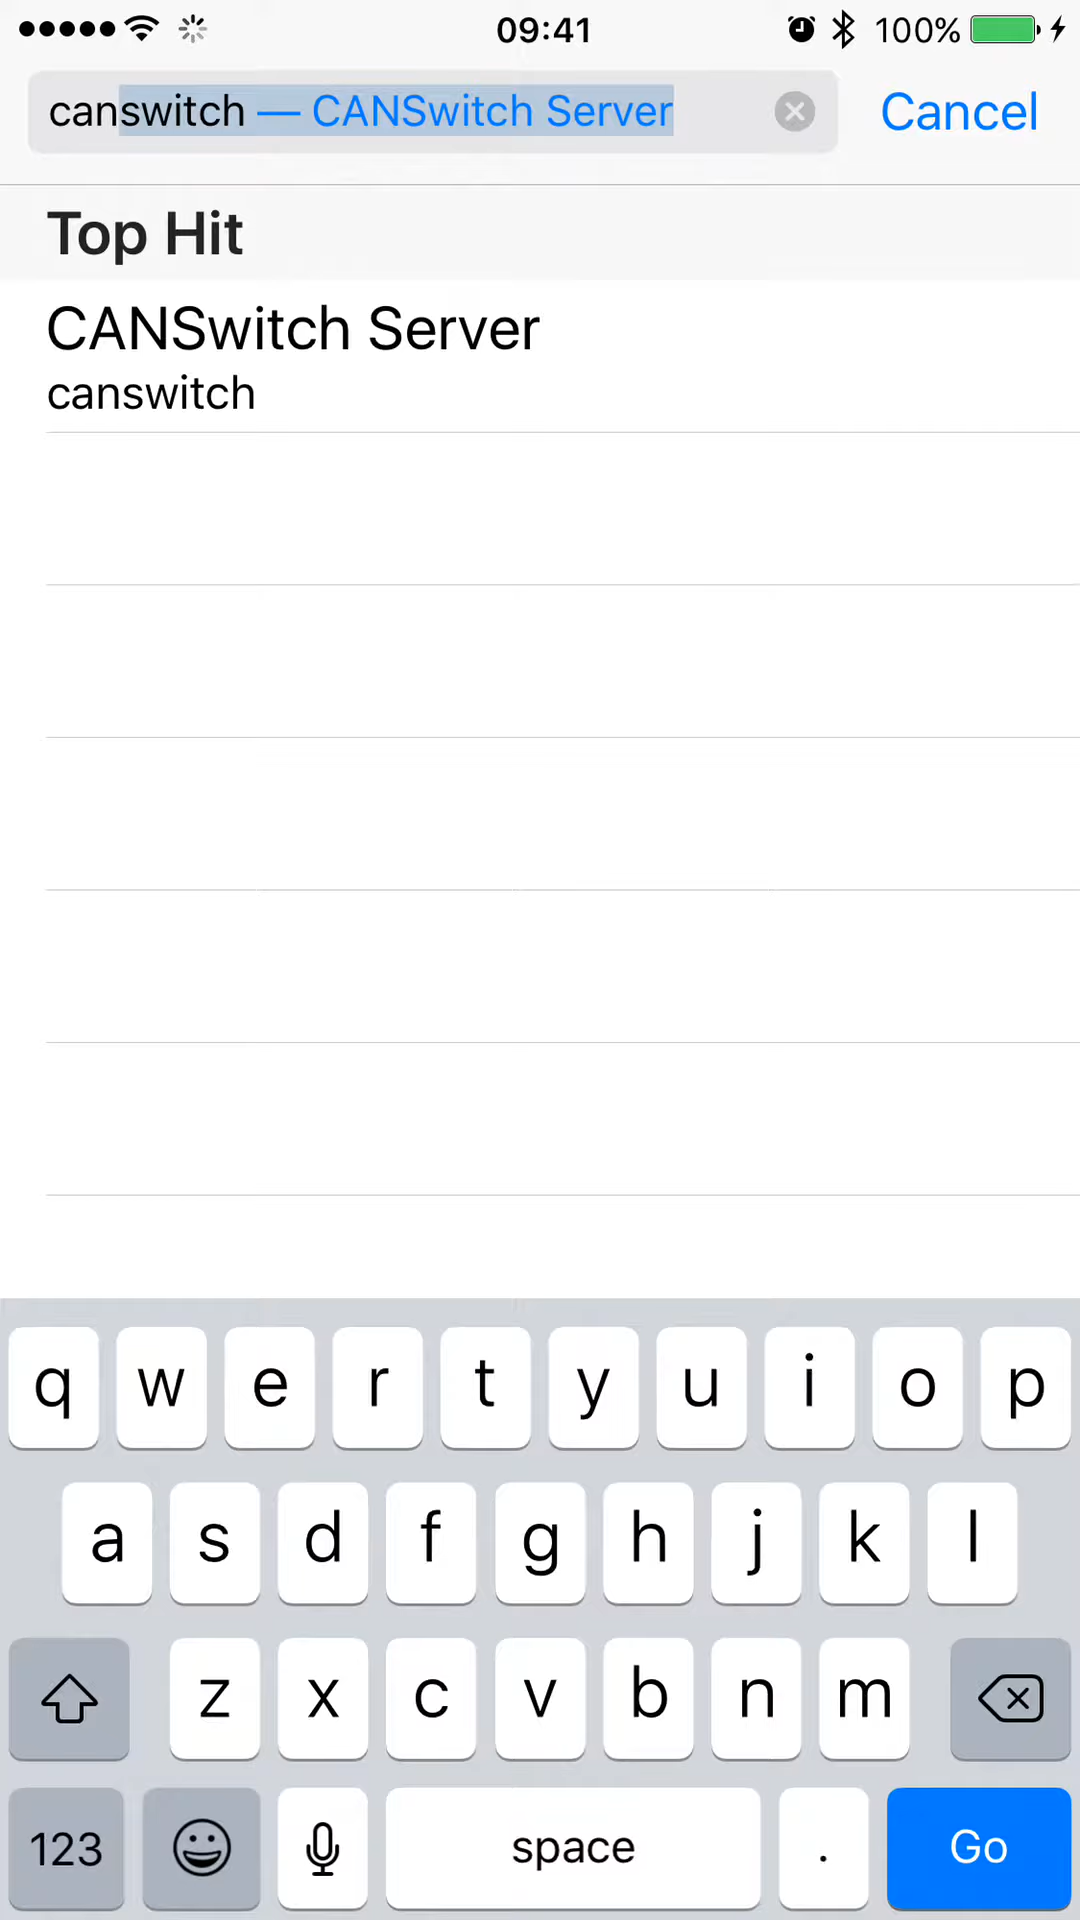 09:41 100%
canswitch — CANSwitch Server Cancel
Top Hit
CANSwitch Server
canswitch
q w e r t y u i o p
a s d f g h j k l
z x c v b n m
123 space . Go